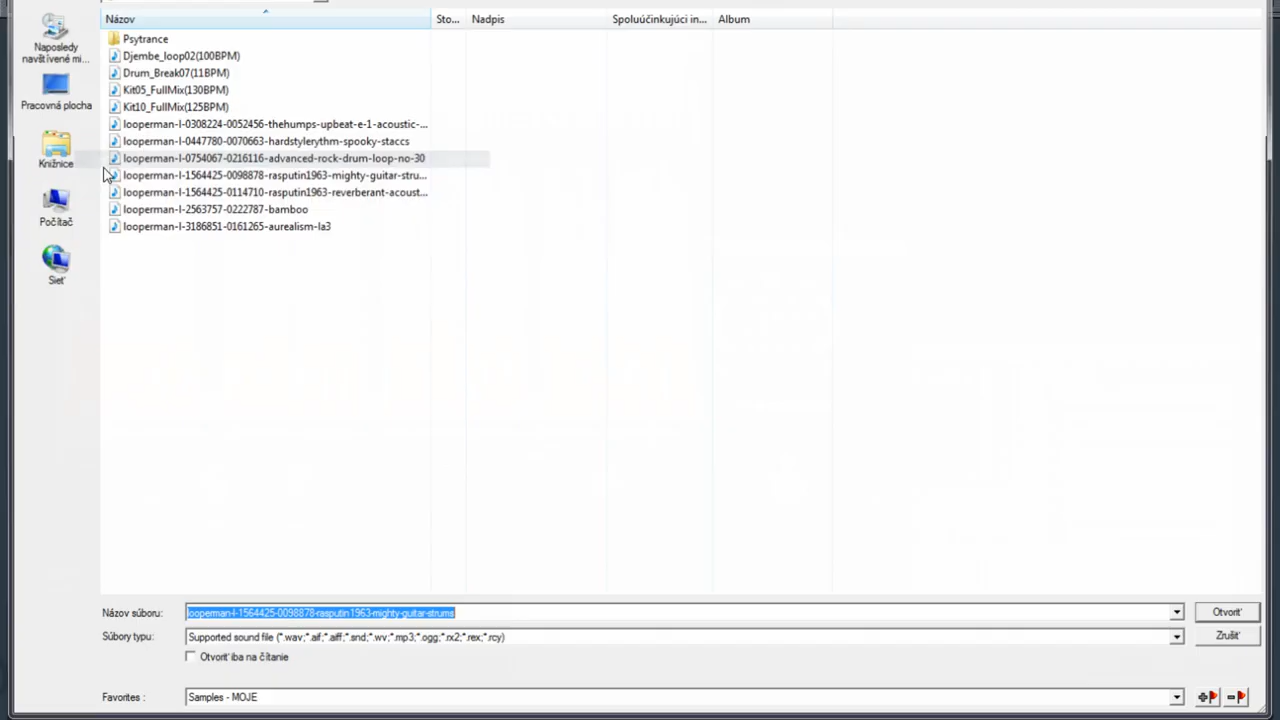 Názov Sto... Nadpis Spoluúčinkujúci in... Album
Naposledy
navštívené mi...
Pracovná plocha
Knižnice
Počítač
Sieť
Psytrance
Djembe_loop02(100BPM)
Drum_Break07(11BPM)
Kit05_FullMix(130BPM)
Kit10_FullMix(125BPM)
looperman-l-0308224-0052456-thehumps-upbeat-e-1-acoustic-...
looperman-l-0447780-0070663-hardstylerythm-spooky-staccs
looperman-l-0754067-0216116-advanced-rock-drum-loop-no-30
looperman-l-1564425-0098878-rasputin1963-mighty-guitar-stru...
looperman-l-1564425-0114710-rasputin1963-reverberant-acoust...
looperman-l-2563757-0222787-bamboo
looperman-l-3186851-0161265-aurealism-la3
Názov súboru: looperman-l-1564425-0098878-rasputin1963-mighty-guitar-strums Otvoriť
Súbory typu: Supported sound file (*.wav;*.aif;*.aiff;*.snd;*.wv;*.mp3;*.ogg;*.rx2;*.rex;*.rcy) Zrušiť
Otvoriť iba na čítanie
Favorites : Samples - MOJE